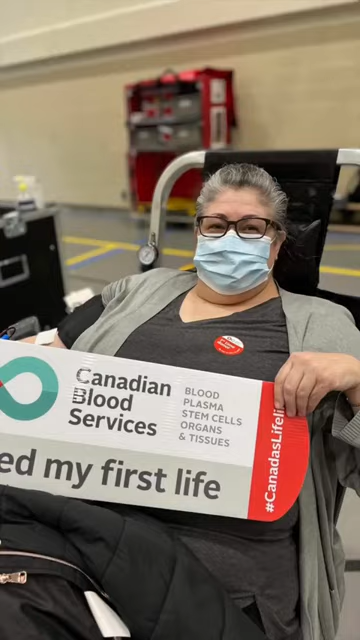 Canadian
Blood
Services
BLOOD
PLASMA
STEM CELLS
ORGANS
& TISSUES
ed my first life
#CanadasLifeli